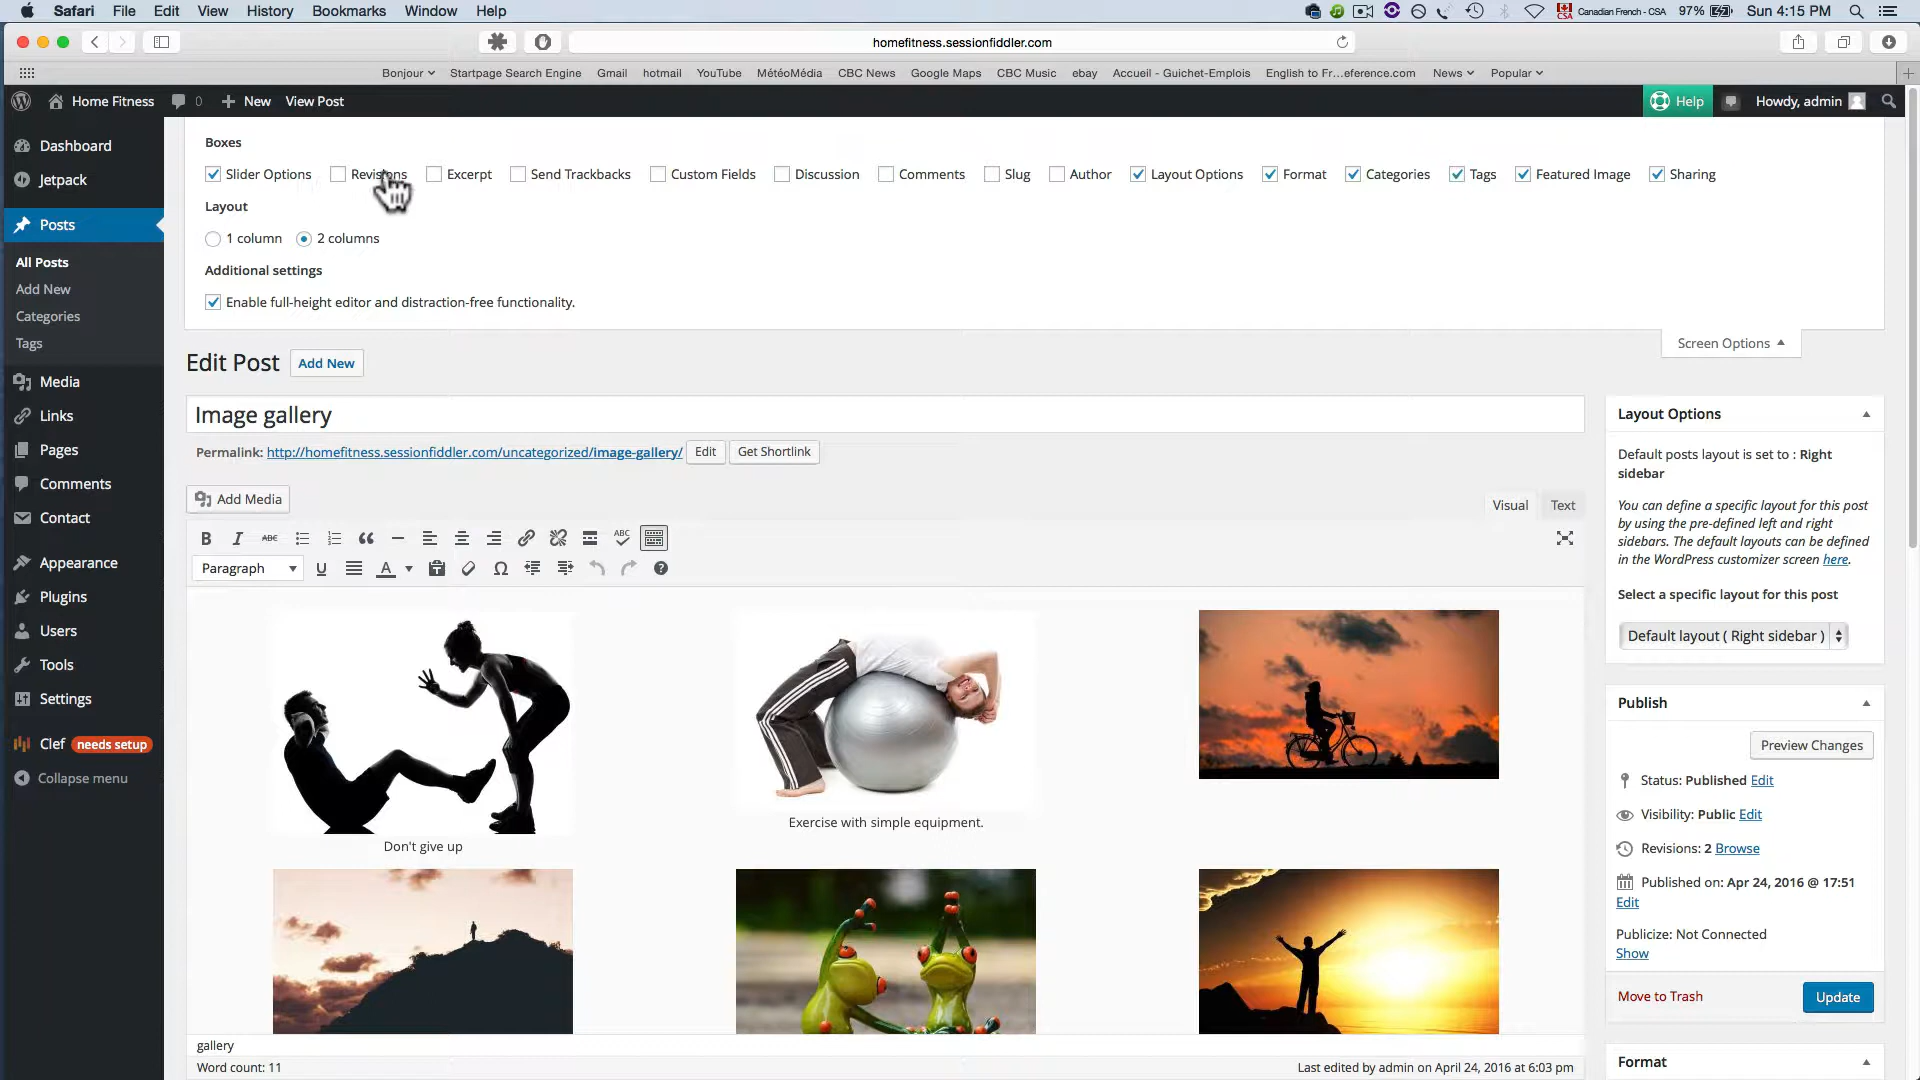 Safari File Edit View History Bookmarks Window Help Canadian French - CSA 97% Sun 4:15 PM
homefitness.sessionfiddler.com
Bonjour Startpage Search Engine Gmail hotmail YouTube MétéoMédia CBC News Google Maps CBC Music ebay Accueil - Guichet-Emplois English to Fr...eference.com News Popular
Home Fitness 0 New View Post Help Howdy, admin
Dashboard
Jetpack
Posts
All Posts
Add New
Categories
Tags
Media
Links
Pages
Comments
Contact
Appearance
Plugins
Users
Tools
Settings
Clef needs setup
Collapse menu
Boxes
Slider Options Revisions Excerpt Send Trackbacks Custom Fields Discussion Comments Slug Author Layout Options Format Categories Tags Featured Image Sharing
Layout
1 column 2 columns
Additional settings
Enable full-height editor and distraction-free functionality.
Screen Options
Edit Post Add New
Image gallery
Permalink: http://homefitness.sessionfiddler.com/uncategorized/image-gallery/ Edit Get Shortlink
Add Media Visual Text
B I ABC ABC
Paragraph U A
Don't give up
Exercise with simple equipment.
gallery
Word count: 11 Last edited by admin on April 24, 2016 at 6:03 pm
Layout Options
Default posts layout is set to : Right
sidebar
You can define a specific layout for this post
by using the pre-defined left and right
sidebars. The default layouts can be defined
in the WordPress customizer screen here.
Select a specific layout for this post
Default layout ( Right sidebar )
Publish
Preview Changes
Status: Published Edit
Visibility: Public Edit
Revisions: 2 Browse
Published on: Apr 24, 2016 @ 17:51
Edit
Publicize: Not Connected
Show
Move to Trash Update
Format